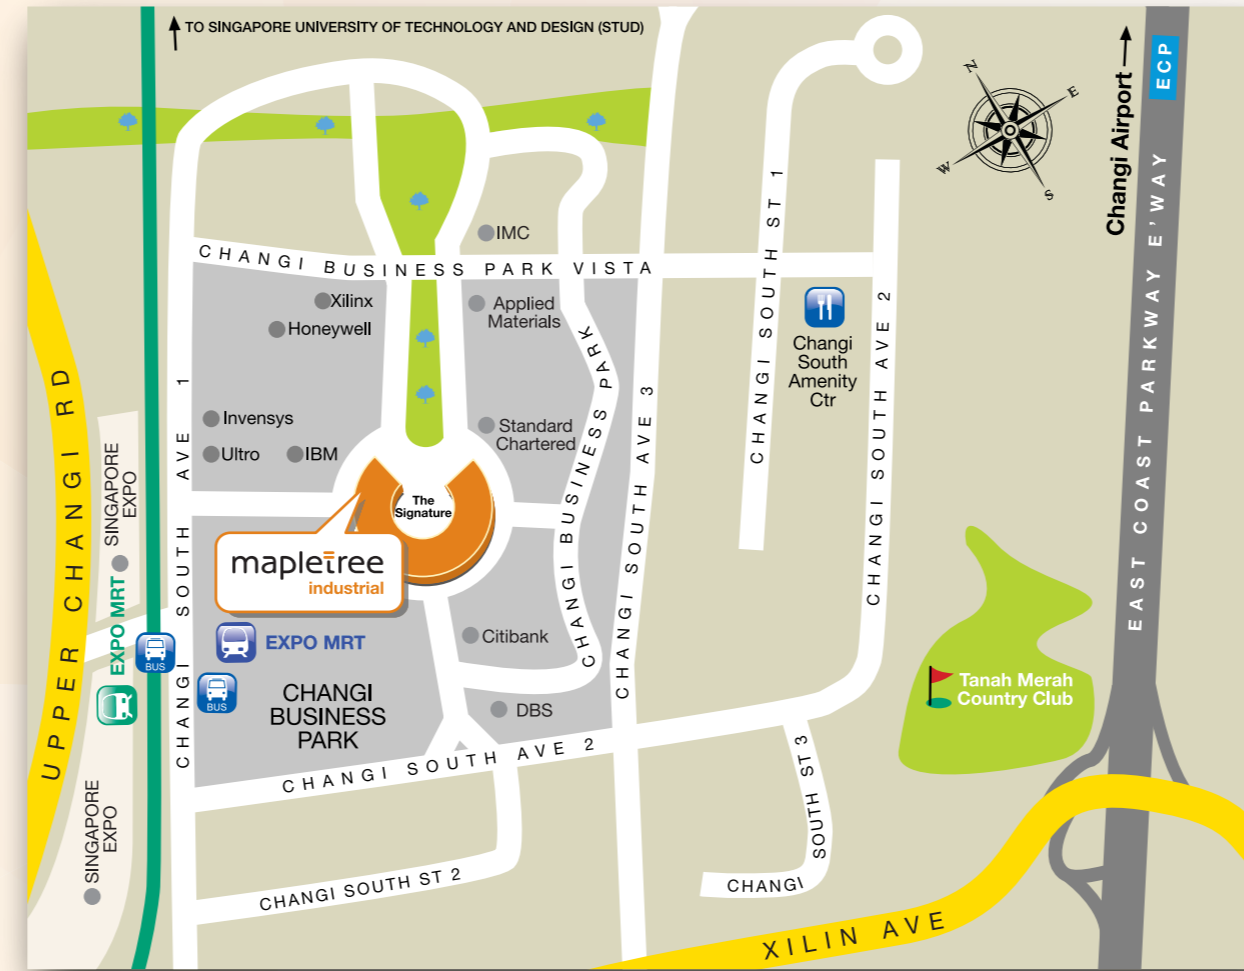 TO SINGAPORE UNIVERSITY OF TECHNOLOGY AND DESIGN (STUD)
ECP
Changi Airport
N
E
W
S
IMC
CHANGI BUSINESS PARK VISTA
CHANGI SOUTH ST 1
Xilinx
Honeywell
Applied
Materials
Changi
South
Amenity
Ctr
CHANGI SOUTH AVE 2
EAST COAST PARKWAY E'WAY
UPPER CHANGI RD
CHANGI SOUTH AVE 1
Invensys
Ultro
IBM
Standard
Chartered
CHANGI BUSINESS PARK
CHANGI BUSINESS PARK
CHANGI SOUTH AVE 3
SINGAPORE
EXPO
The
Signature
mapletree
industrial
EXPO MRT
BUS
EXPO MRT
BUS
Citibank
CHANGI
BUSINESS
PARK
DBS
Tanah Merah
Country Club
CHANGI SOUTH AVE 2
SINGAPORE
EXPO
CHANGI SOUTH ST 2
CHANGI SOUTH ST 3
XILIN AVE